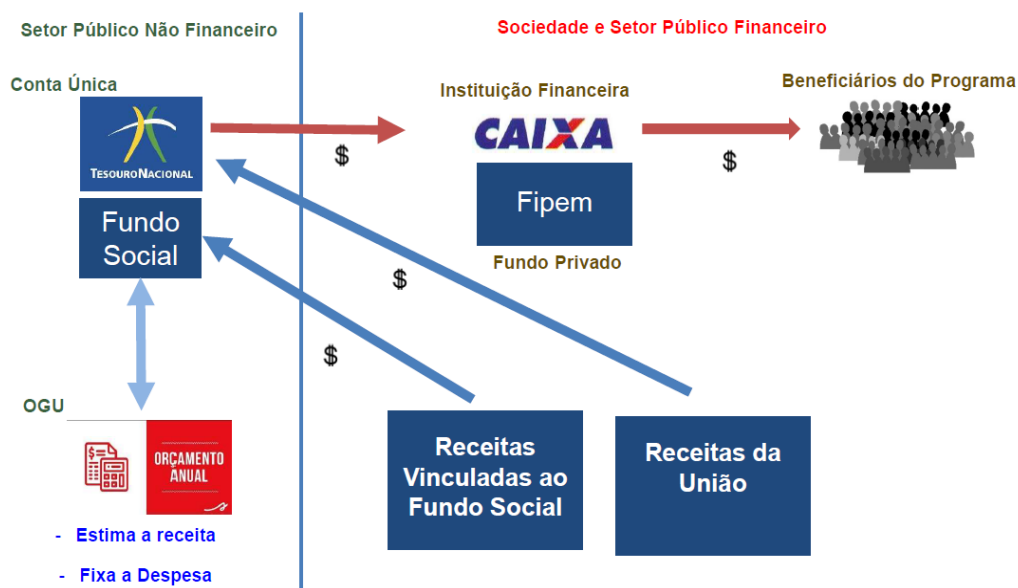 Setor Público Não Financeiro
Sociedade e Setor Público Financeiro
Conta Única
TESOURO NACIONAL
Fundo
Social
Instituição Financeira
CAIXA
Fipem
Fundo Privado
Beneficiários do Programa
$
$
$
$
OGU
$=
ORÇAMENTO
ANUAL
- Estima a receita
- Fixa a Despesa
Receitas
Vinculadas ao
Fundo Social
Receitas da
União